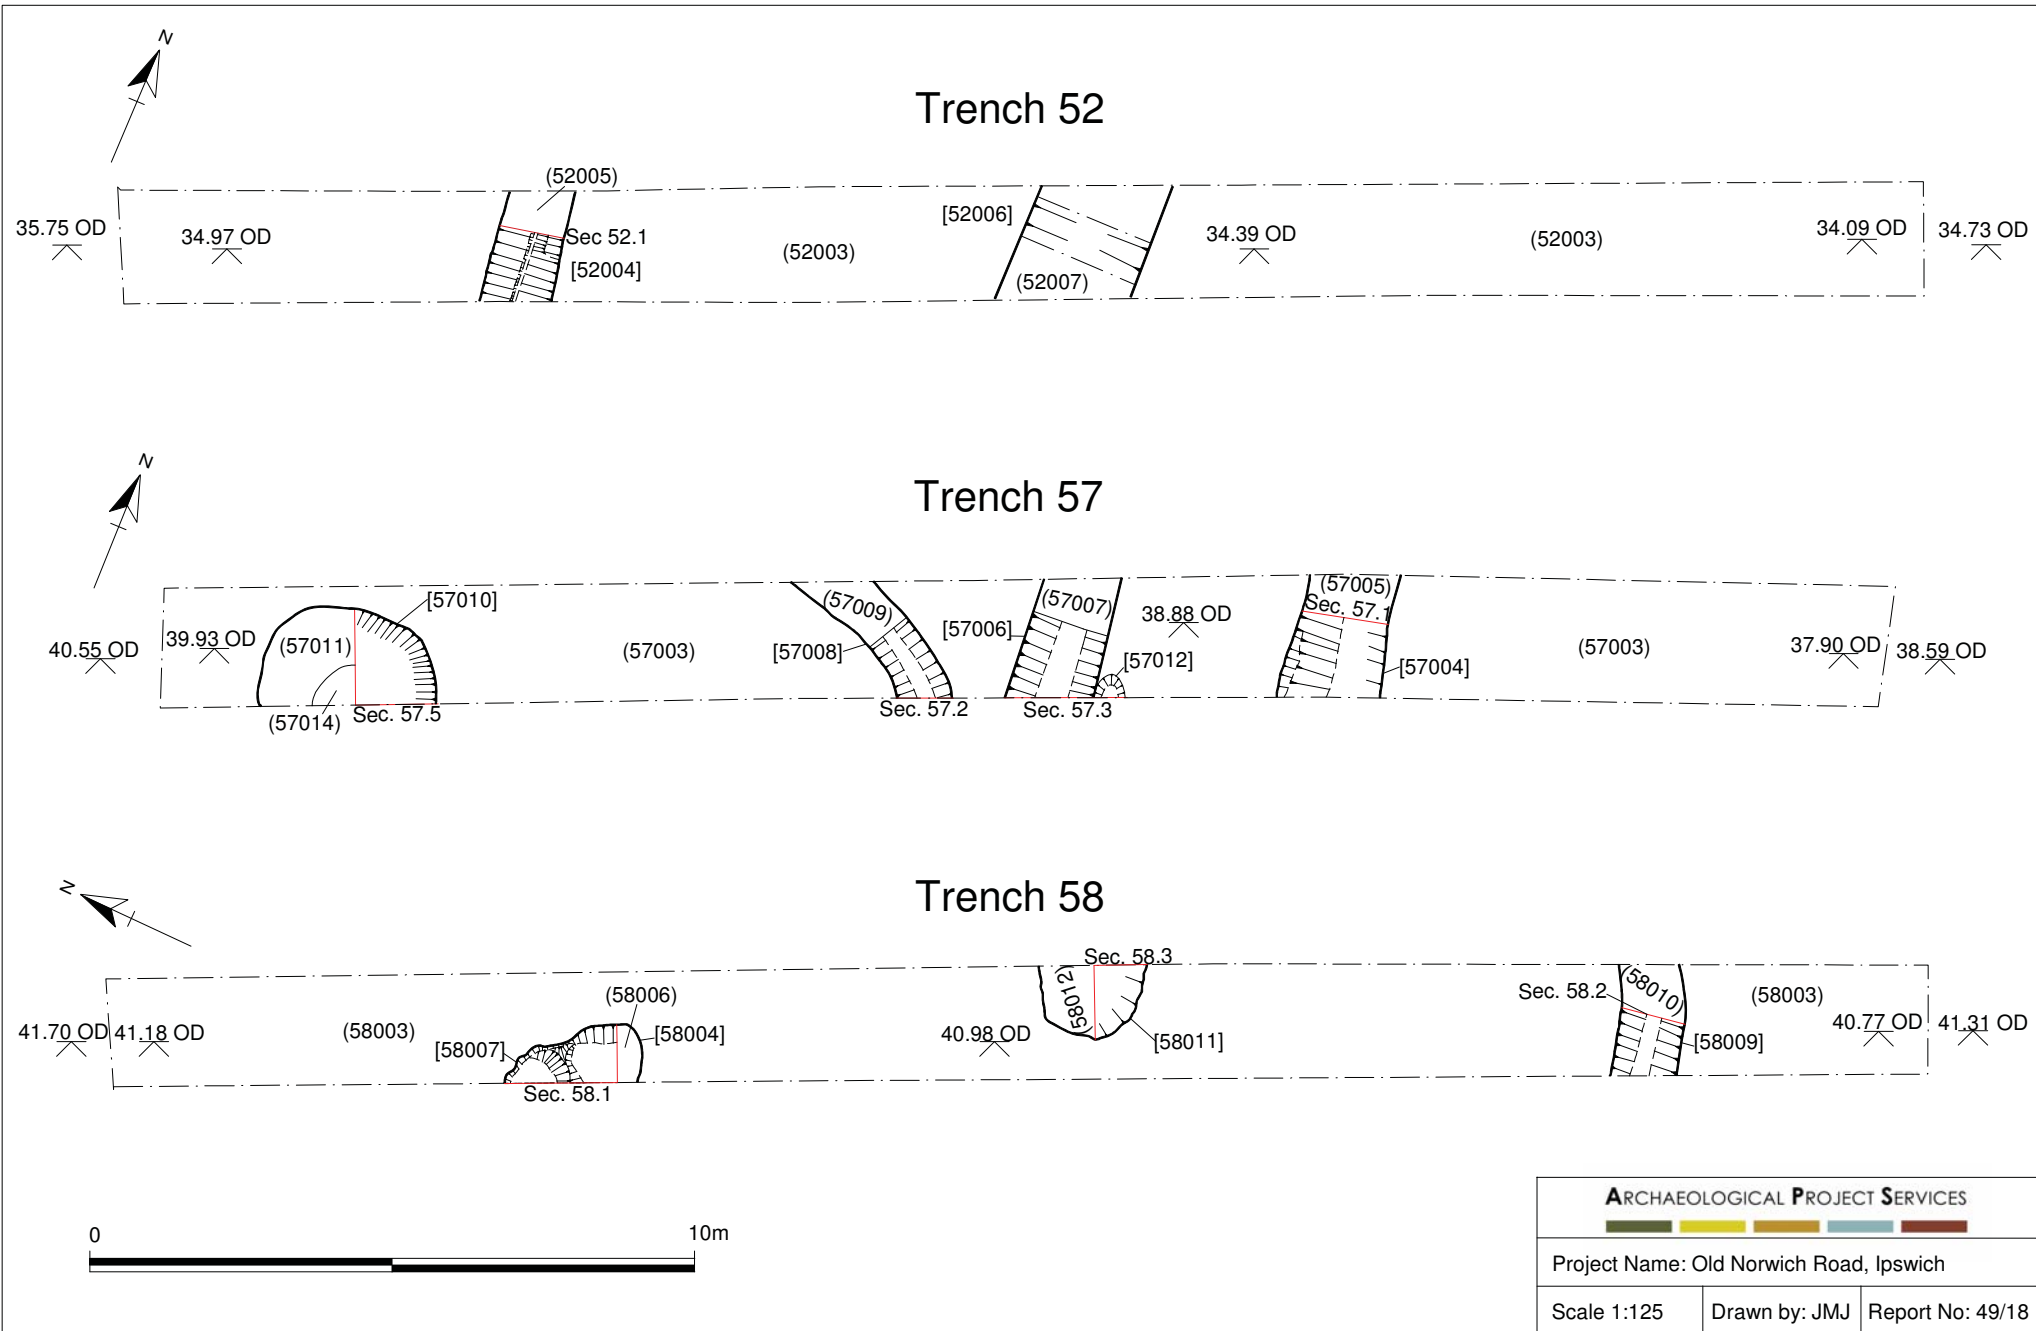 N
Trench 52
(52005)
35.75 OD
34.97 OD
Sec 52.1
[52004]
(52003)
[52006]
(52007)
34.39 OD
(52003)
34.09 OD
34.73 OD
N
Trench 57
40.55 OD
39.93 OD
(57011)
[57010]
(57014)
Sec. 57.5
(57003)
(57009)
[57008]
Sec. 57.2
[57006]
(57007)
Sec. 57.3
[57012]
38.88 OD
(57005)
Sec. 57.1
[57004]
(57003)
37.90 OD
38.59 OD
N
Trench 58
41.70 OD
41.18 OD
(58003)
[58007]
(58006)
[58004]
Sec. 58.1
40.98 OD
Sec. 58.3
(58012)
[58011]
Sec. 58.2
(58010)
[58009]
(58003)
40.77 OD
41.31 OD
0
10m
ARCHAEOLOGICAL PROJECT SERVICES
Project Name: Old Norwich Road, Ipswich
Scale 1:125
Drawn by: JMJ
Report No: 49/18